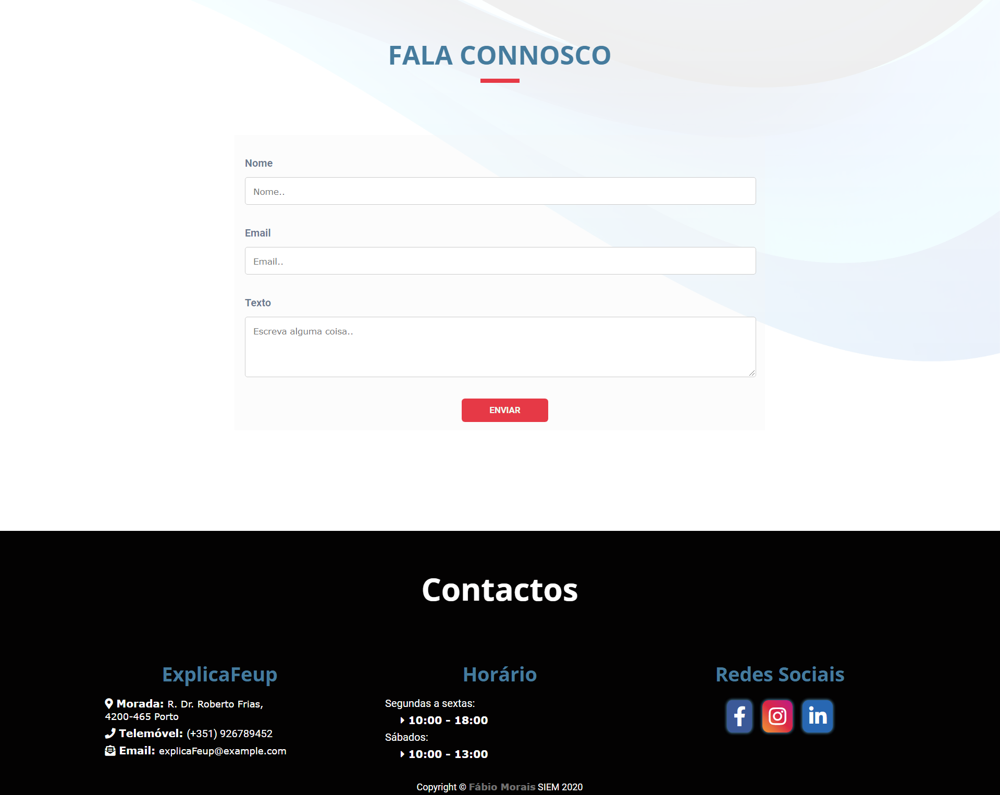 FALA CONNOSCO
Nome
Nome..
Email
Email..
Texto
Escreva alguma coisa..
ENVIAR
Contactos
ExplicaFeup
Morada: R. Dr. Roberto Frias,
4200-465 Porto
Telemóvel: (+351) 926789452
Email: explicaFeup@example.com
Horário
Segundas a sextas:
10:00 - 18:00
Sábados:
10:00 - 13:00
Redes Sociais
f
in
Copyright © Fábio Morais SIEM 2020